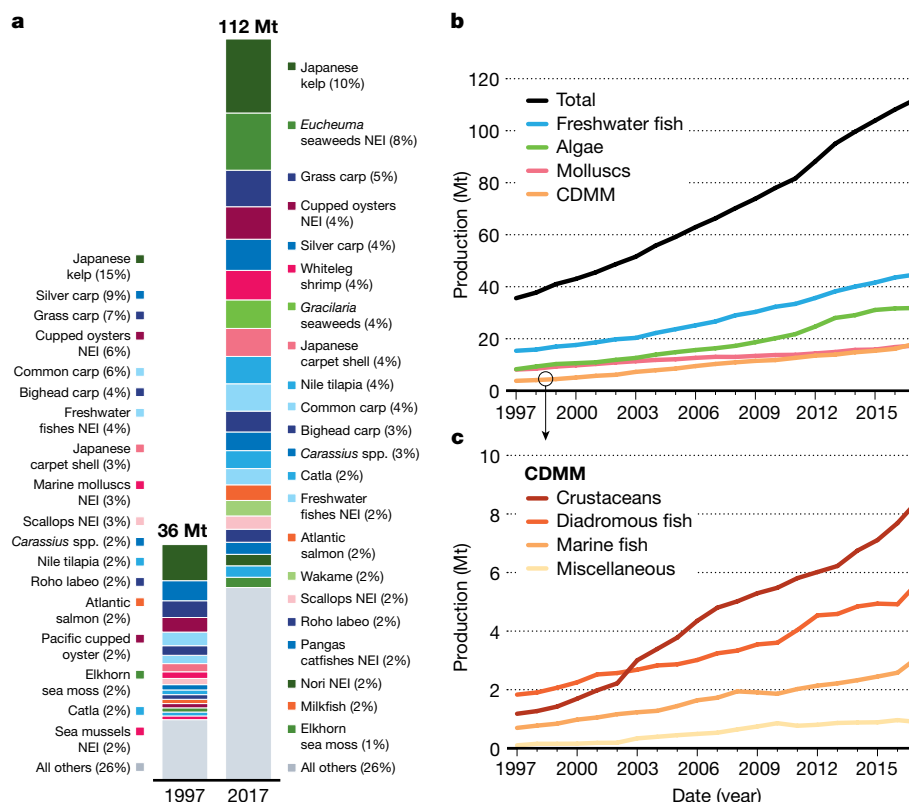 a
112 Mt
Japanese
kelp (10%)
Eucheuma
seaweeds NEI (8%)
Grass carp (5%)
Cupped oysters
NEI (4%)
Silver carp (4%)
Whiteleg
shrimp (4%)
Gracilaria
seaweeds (4%)
Japanese
carpet shell (4%)
Nile tilapia (4%)
Common carp (4%)
Bighead carp (3%)
Carassius spp. (3%)
Catla (2%)
Freshwater
fishes NEI (2%)
Atlantic
salmon (2%)
Wakame (2%)
Scallops NEI (2%)
Roho labeo (2%)
Pangas
catfishes NEI (2%)
Nori NEI (2%)
Milkfish (2%)
Elkhorn
sea moss (1%)
All others (26%)
Japanese
kelp (15%)
Silver carp (9%)
Grass carp (7%)
Cupped oysters
NEI (6%)
Common carp (6%)
Bighead carp (4%)
Freshwater
fishes NEI (4%)
Japanese
carpet shell (3%)
Marine molluscs
NEI (3%)
Scallops NEI (3%)
Carassius spp. (2%)
Nile tilapia (2%)
Roho labeo (2%)
Atlantic
salmon (2%)
Pacific cupped
oyster (2%)
Elkhorn
sea moss (2%)
Catla (2%)
Sea mussels
NEI (2%)
All others (26%)
36 Mt
1997
2017
b
Production (Mt)
120
100
80
60
40
20
0
Total
Freshwater fish
Algae
Molluscs
CDMM
1997
2000
2003
2006
2009
2012
2015
c
Production (Mt)
10
8
6
4
2
0
CDMM
Crustaceans
Diadromous fish
Marine fish
Miscellaneous
1997
2000
2003
2006
2009
2012
2015
Date (year)